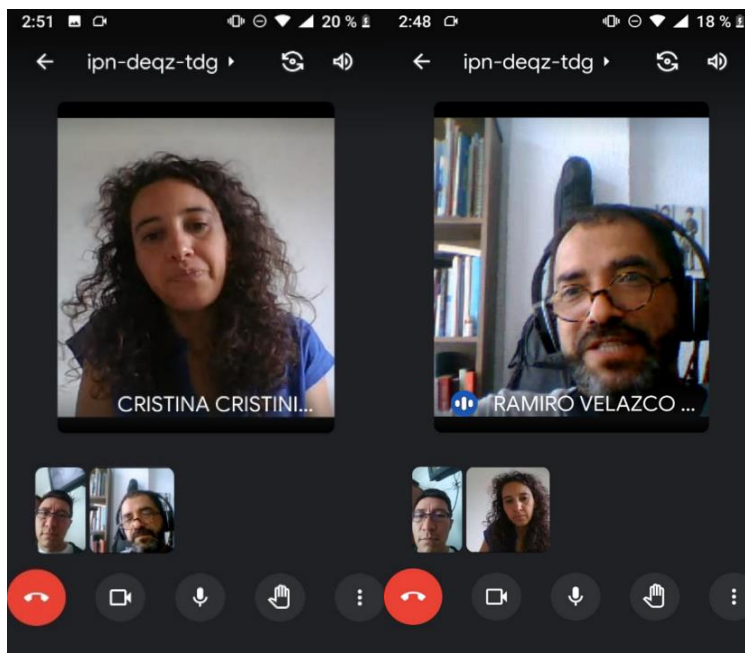 2:51 20 %
ipn-deqz-tdg
CRISTINA CRISTINI...
2:48 18 %
ipn-deqz-tdg
RAMIRO VELAZCO ...